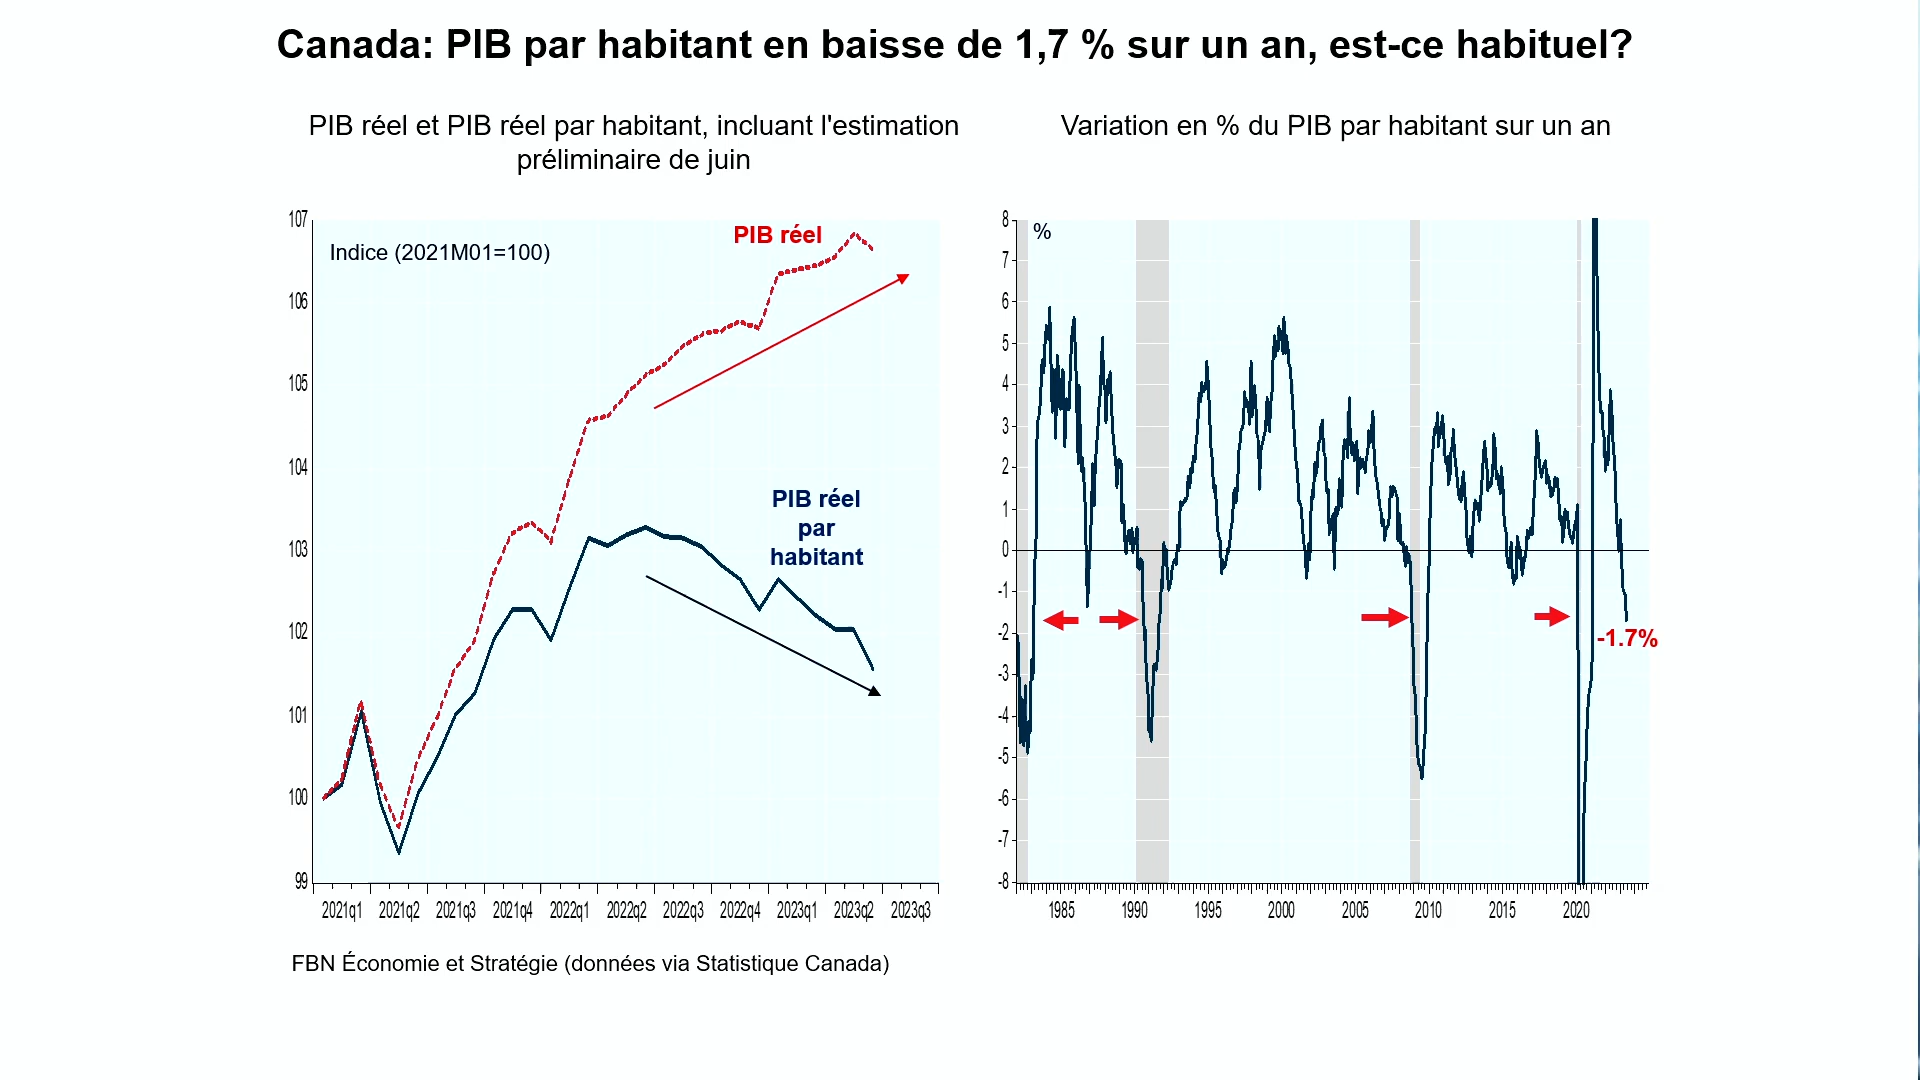 Canada: PIB par habitant en baisse de 1,7 % sur un an, est-ce habituel?
PIB réel et PIB réel par habitant, incluant l'estimation
préliminaire de juin
107
106
105
104
103
102
101
100
99
Indice (2021M01=100)
PIB réel
PIB réel
par
habitant
2021q1
2021q2
2021q3
2021q4
2022q1
2022q2
2022q3
2022q4
2023q1
2023q2
2023q3
Variation en % du PIB par habitant sur un an
8
7
6
5
4
3
2
1
0
-1
-2
-3
-4
-5
-6
-7
-8
%
-1.7%
1985
1990
1995
2000
2005
2010
2015
2020
FBN Économie et Stratégie (données via Statistique Canada)